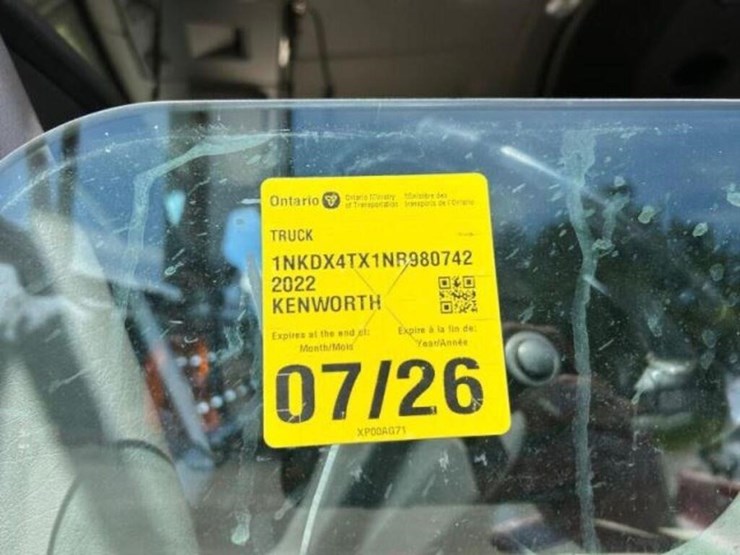 Ontario
Ontario Ministry of Transportation
Ministère des transports de l'Ontario
TRUCK
1NKDX4TX1NR980742
2022
KENWORTH
Expires at the end of: Expire à la fin de:
Month/Mois Year/Année
07/26
XP00AG71